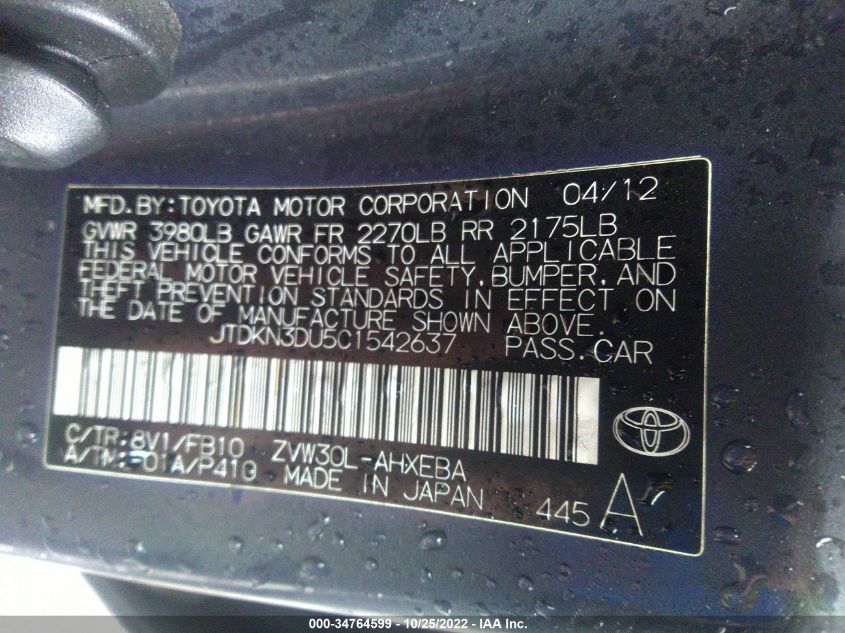 MFD. BY: TOYOTA MOTOR CORPORATION 04/12
GVWR 3980LB GAWR FR 2270LB RR 2175LB
THIS VEHICLE CONFORMS TO ALL APPLICABLE
FEDERAL MOTOR VEHICLE SAFETY, BUMPER, AND
THEFT PREVENTION STANDARDS IN EFFECT ON
THE DATE OF MANUFACTURE SHOWN ABOVE.
JTDKN3DU5C1542637 PASS. CAR
C/TR: 8V1/FB10 ZVW30L-AHXEBA
A/TM: -01A/P410 MADE IN JAPAN
445 A
000-34764599 - 10/25/2022 - IAA Inc.